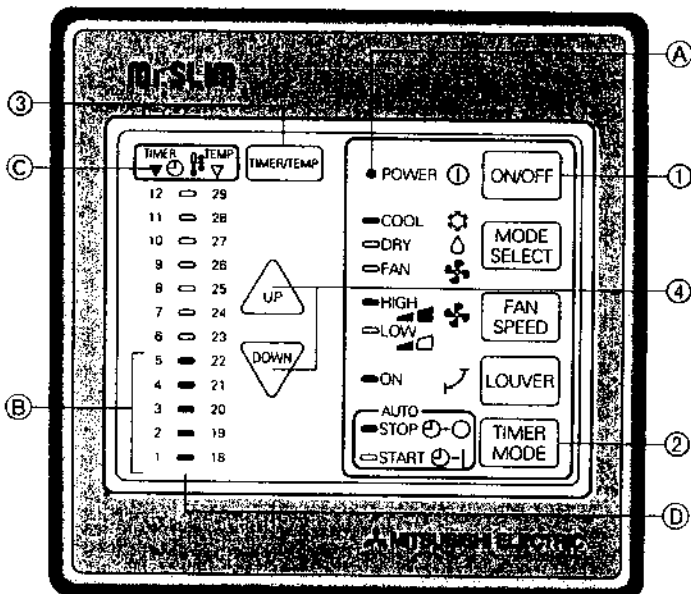 Mr.SLIM
Ⓐ
③
TIMER TEMP
TIMER/TEMP
Ⓒ
POWER
ON/OFF
①
12 29
11 28
10 27
9 26
8 25
7 24
6 23
5 22
4 21
3 20
2 19
1 18
UP
DOWN
④
COOL
DRY
FAN
MODE
SELECT
HIGH
LOW
FAN
SPEED
ON
LOUVER
AUTO
STOP
START
TIMER
MODE
②
Ⓑ
Ⓓ
MITSUBISHI ELECTRIC